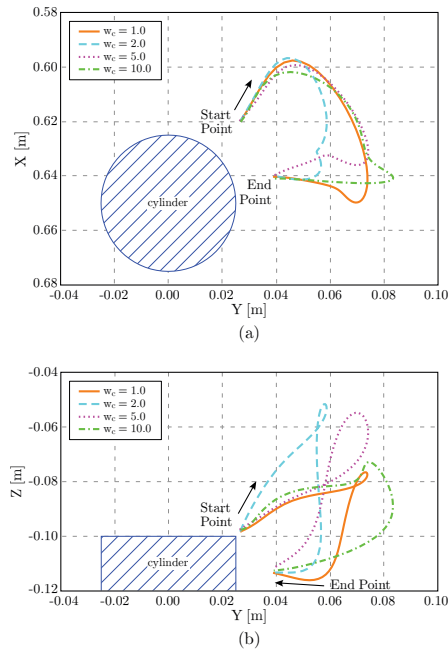 0.58
w_c = 1.0
w_c = 2.0
w_c = 5.0
w_c = 10.0
0.60
Start
Point
0.62
X [m]
cylinder
0.64
End
Point
0.66
0.68
-0.04 -0.02 0.00 0.02 0.04 0.06 0.08 0.10
Y [m]
(a)
-0.04
w_c = 1.0
w_c = 2.0
w_c = 5.0
w_c = 10.0
-0.06
Z [m]
-0.08
Start
Point
-0.10
cylinder
End Point
-0.12
-0.04 -0.02 0.00 0.02 0.04 0.06 0.08 0.10
Y [m]
(b)